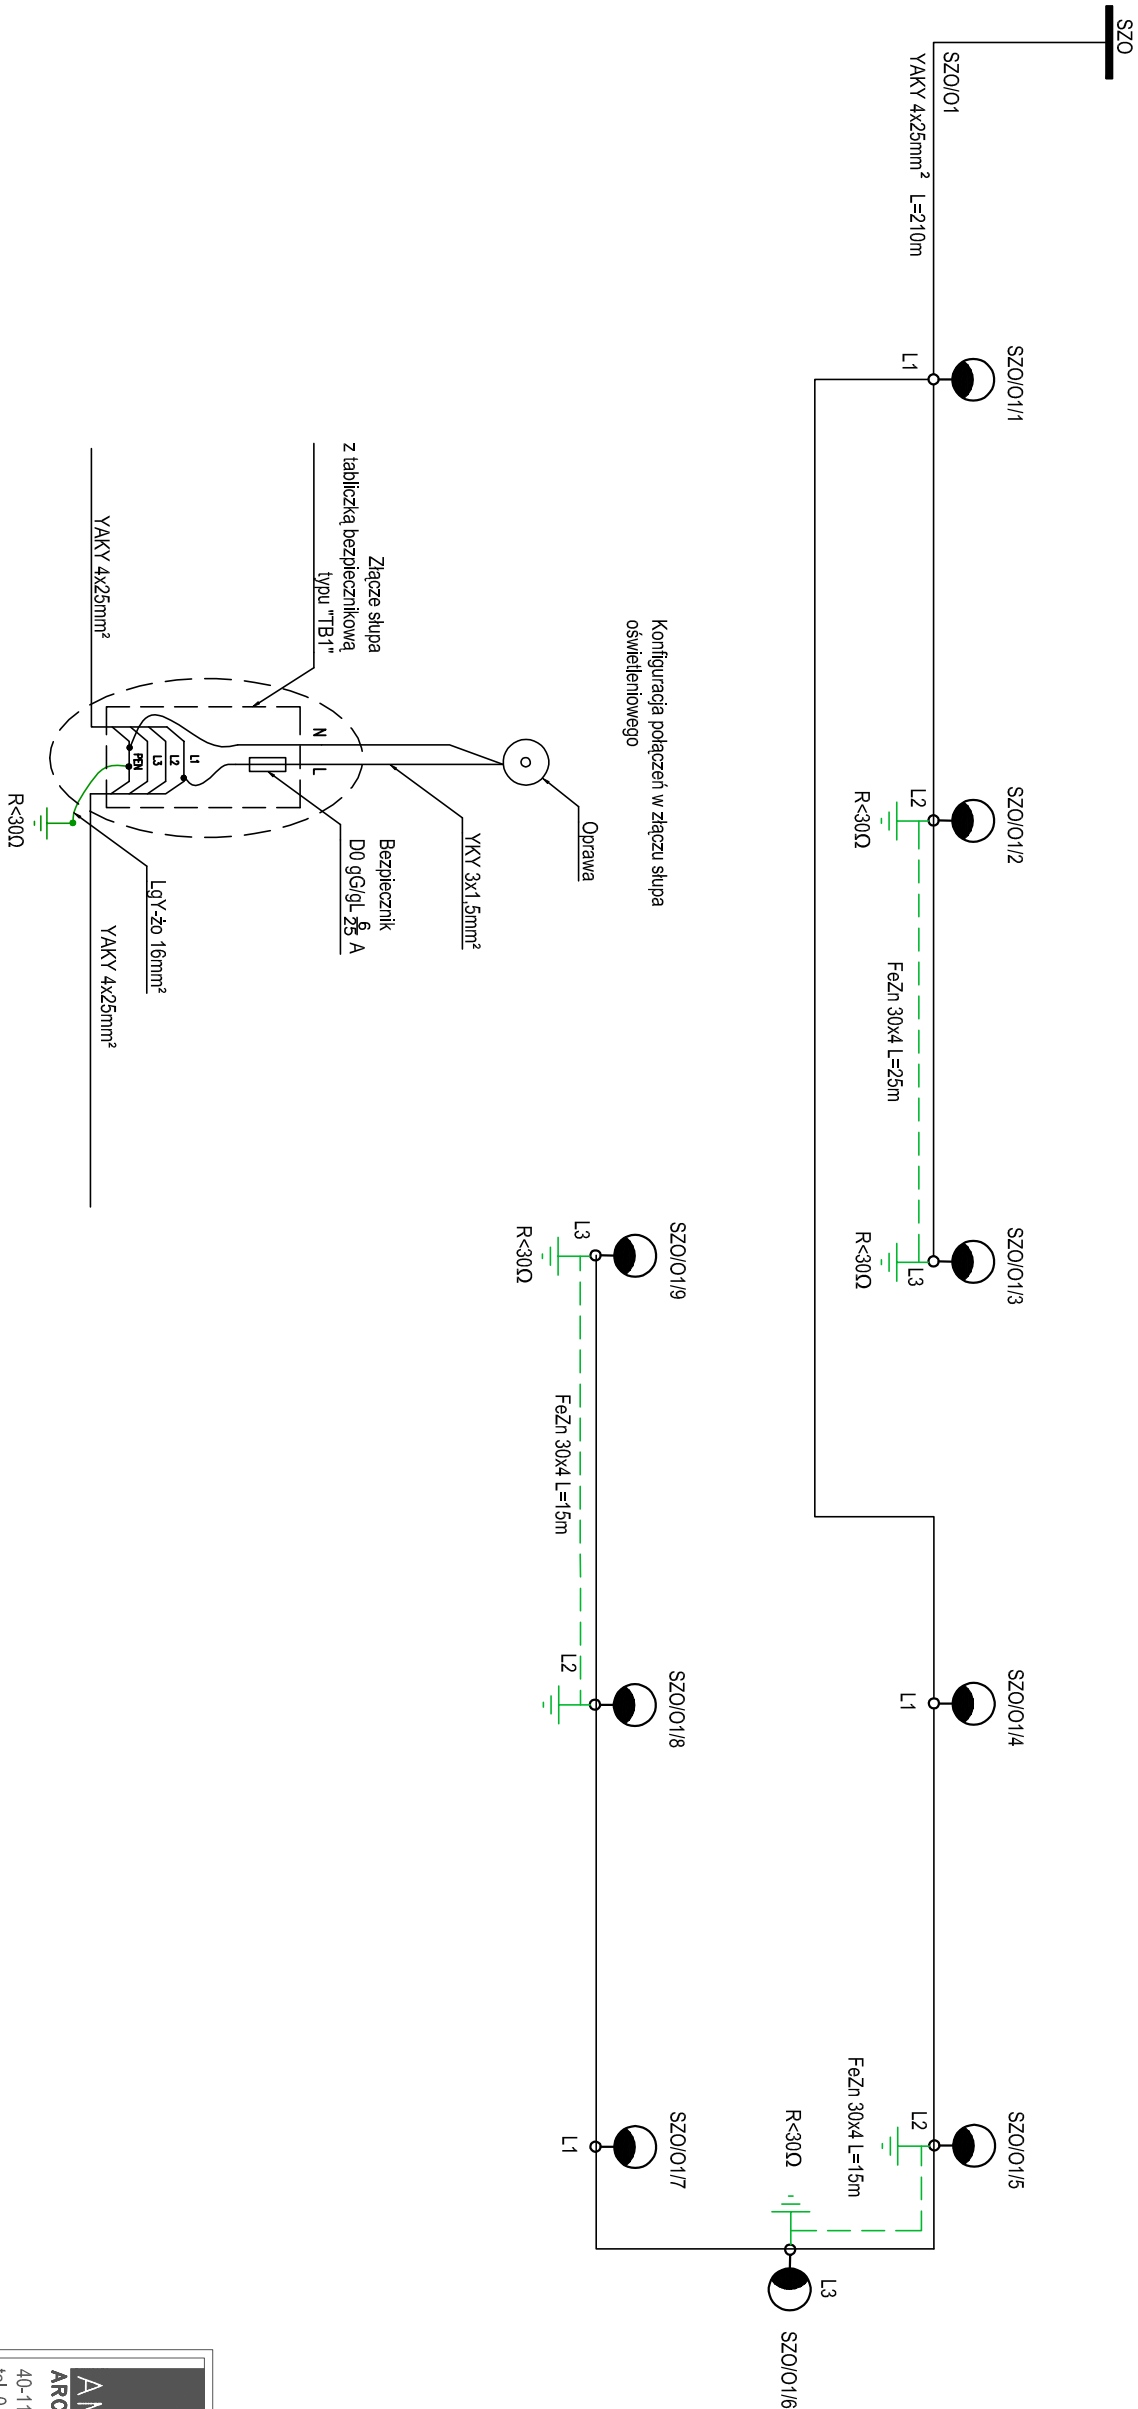 SZO
SZO/O1
YAKY 4x25mm² L=210m
SZO/O1/1
L1
SZO/O1/2
L2
R<30Ω
FeZn 30x4 L=25m
SZO/O1/3
L3
R<30Ω
SZO/O1/4
L1
SZO/O1/5
L2
FeZn 30x4 L=15m
R<30Ω
L3
SZO/O1/6
SZO/O1/7
L1
SZO/O1/8
L2
FeZn 30x4 L=15m
SZO/O1/9
L3
R<30Ω
Konfiguracja połączeń w złączu słupa
oświetleniowego
Oprawa
YKY 3x1,5mm²
Złącze słupa
z tabliczką bezpiecznikową
typu "TB1"
Bezpiecznik
D0 gG/gL 6/25 A
N
L
L1
L2
L3
PEN
YAKY 4x25mm²
LgY-żo 16mm²
YAKY 4x25mm²
R<30Ω
ARC
40-11